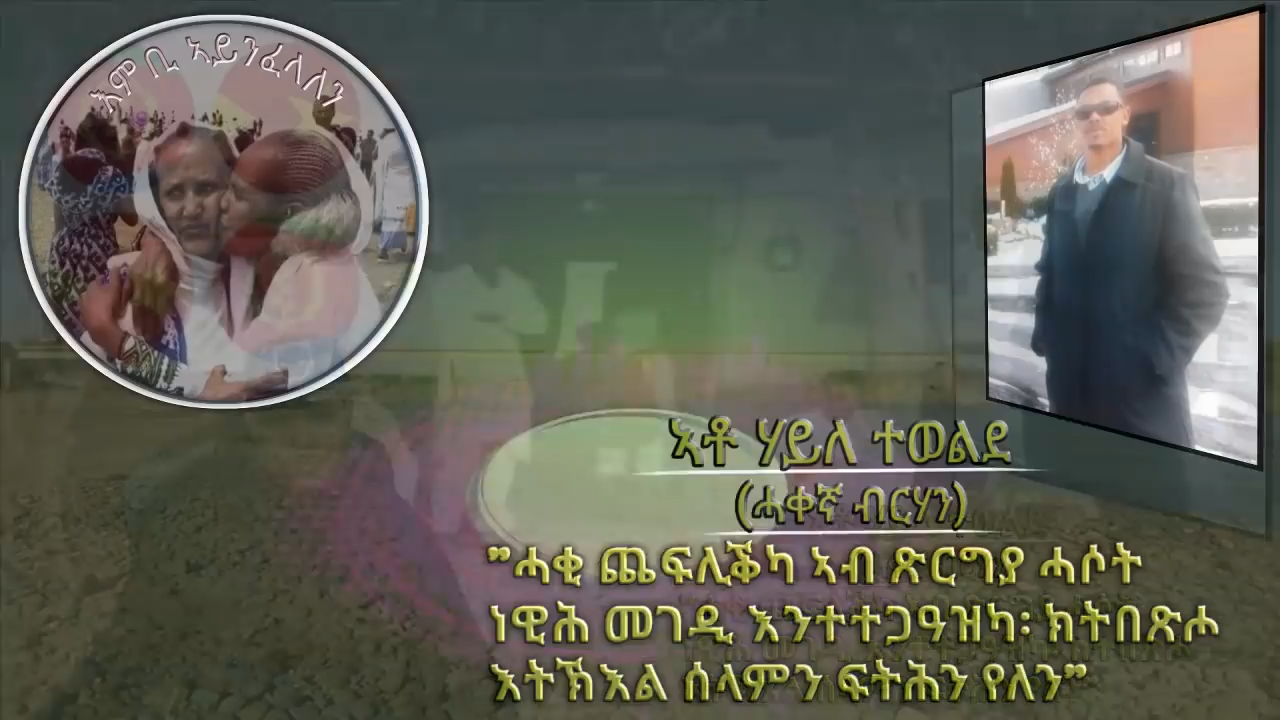 እምቢ ኣይንፈላለን
ኣቶ ሃይለ ተወልደ
(ሓቀኛ ብርሃን)
"ሓቂ ጨፍሊቕካ ኣብ ጽርግያ ሓሶት
ነዊሕ መገዲ እንተተጋዓዝካ፡ ክትበጽሖ
እትኽእል ሰላምን ፍትሕን የለን"